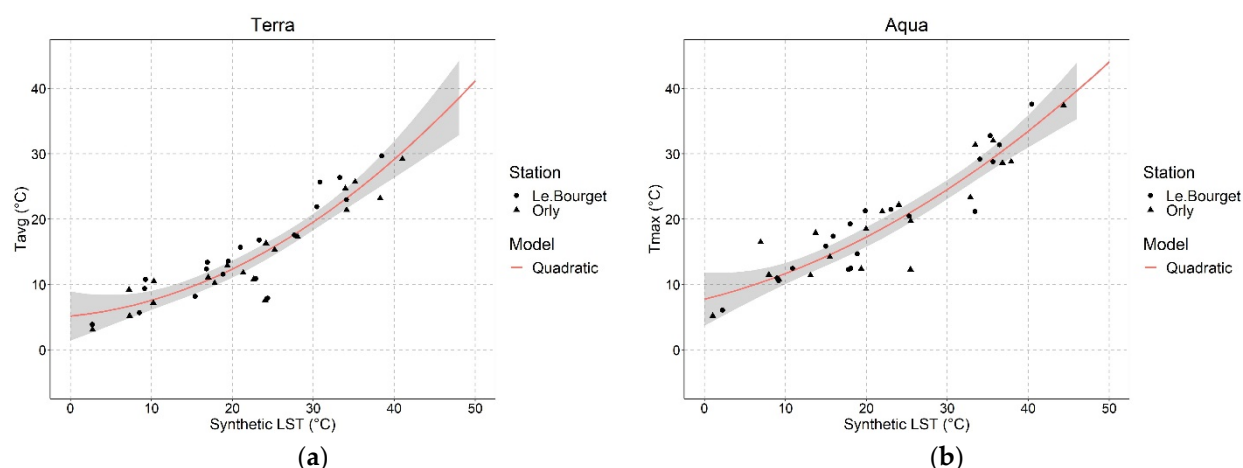 Terra
Tavg (°C)
40
30
20
10
0
0 10 20 30 40 50
Synthetic LST (°C)
Station
Le.Bourget
Orly
Model
Quadratic
(a)
Aqua
Tmax (°C)
40
30
20
10
0
0 10 20 30 40 50
Synthetic LST (°C)
Station
Le.Bourget
Orly
Model
Quadratic
(b)